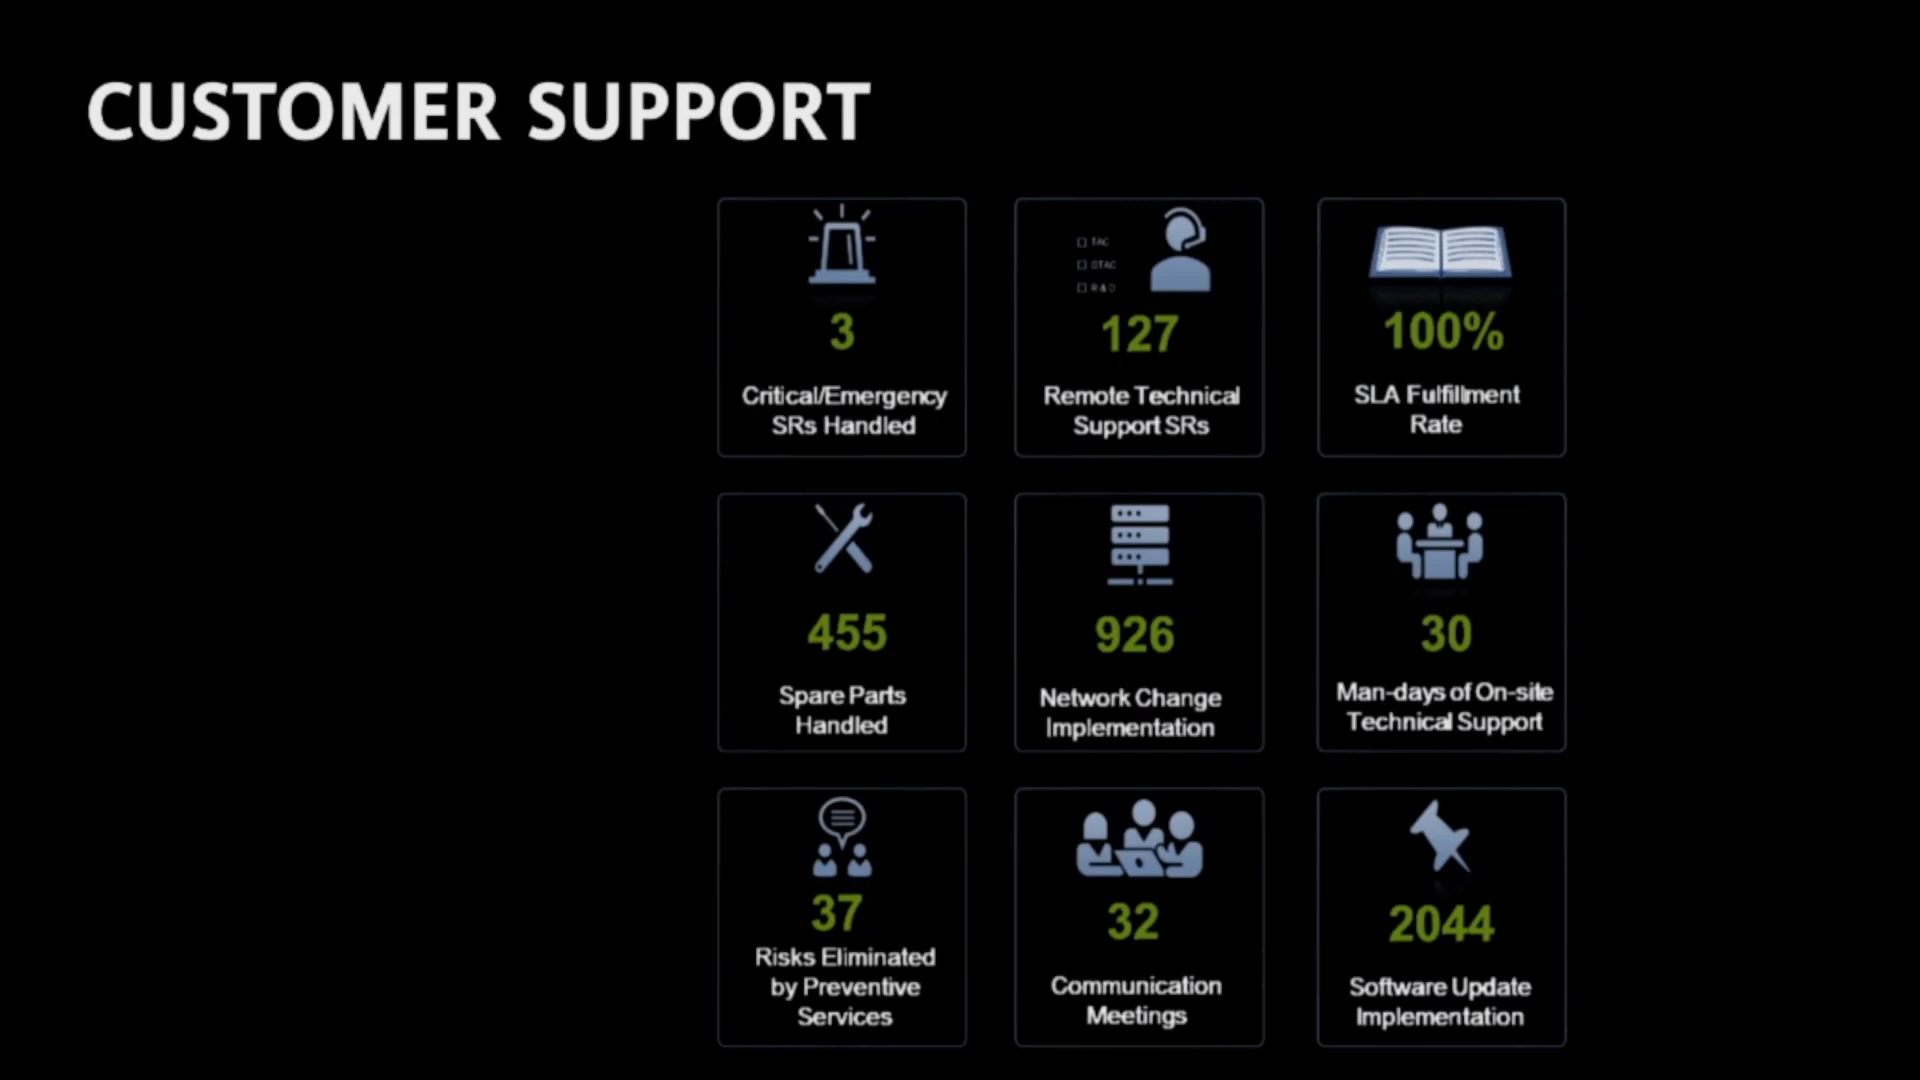 CUSTOMER SUPPORT
3
Critical/Emergency
SRs Handled
TAC
GTAC
R&D
127
Remote Technical
Support SRs
100%
SLA Fulfillment
Rate
455
Spare Parts
Handled
926
Network Change
Implementation
30
Man-days of On-site
Technical Support
37
Risks Eliminated
by Preventive
Services
32
Communication
Meetings
2044
Software Update
Implementation